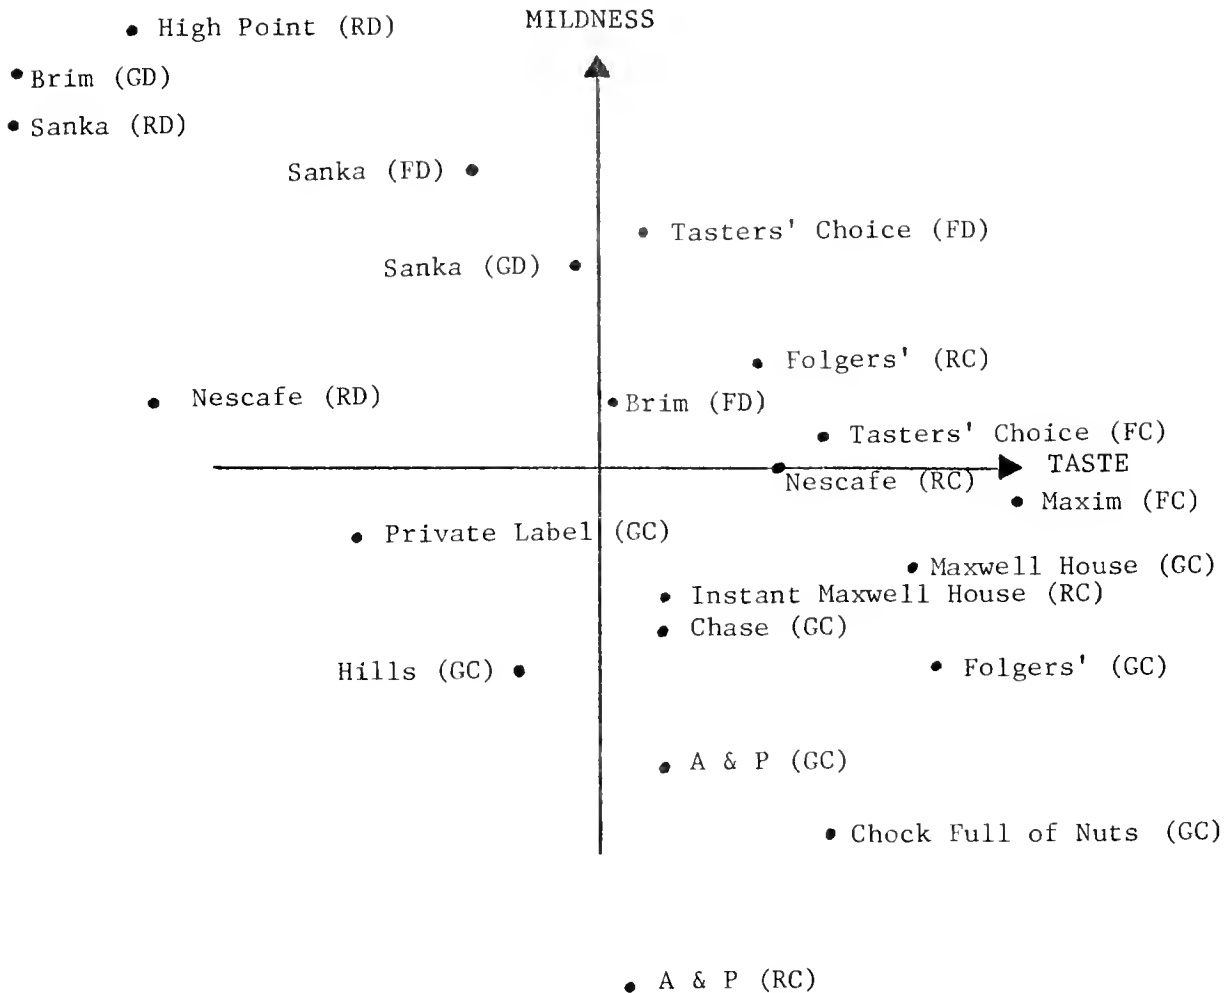 High Point (RD)
MILDNESS
Brim (GD)
Sanka (RD)
Sanka (FD)
Tasters' Choice (FD)
Sanka (GD)
Folgers' (RC)
Nescafe (RD)
Brim (FD)
Tasters' Choice (FC)
TASTE
Nescafe (RC)
Maxim (FC)
Private Label (GC)
Maxwell House (GC)
Instant Maxwell House (RC)
Chase (GC)
Hills (GC)
Folgers' (GC)
A & P (GC)
Chock Full of Nuts (GC)
A & P (RC)